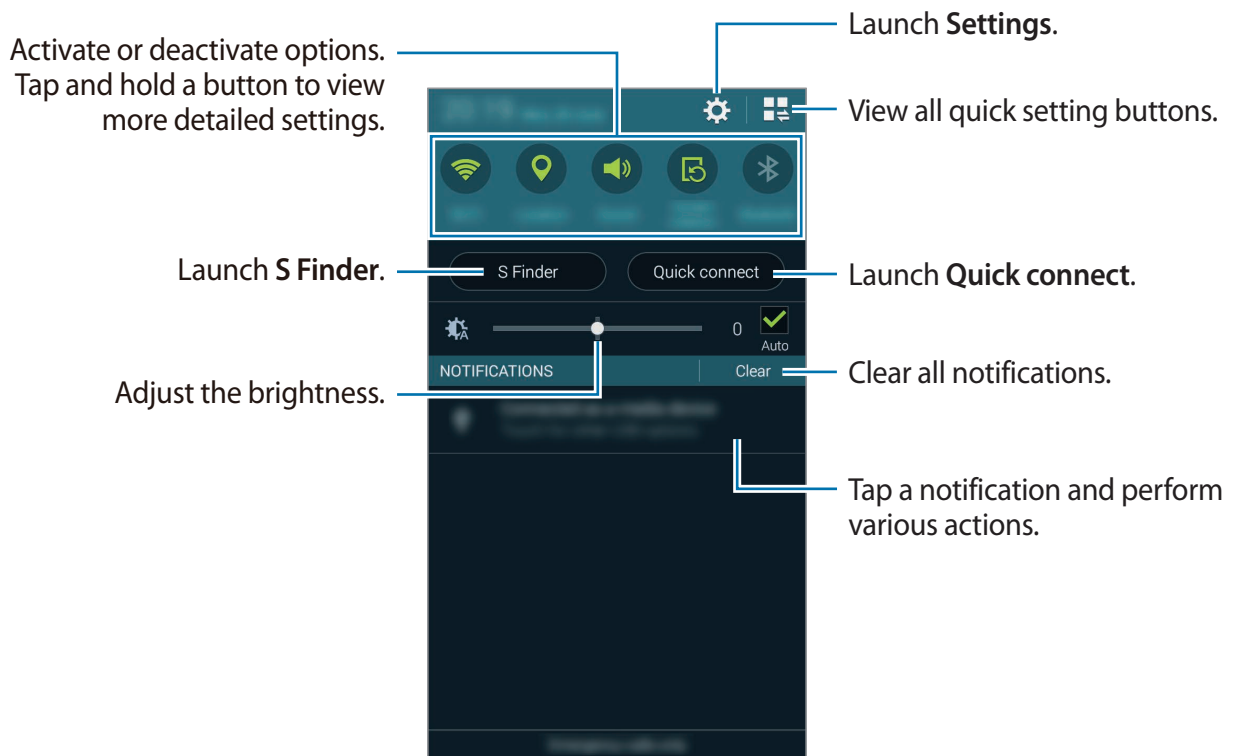 Launch Settings.
Activate or deactivate options.
Tap and hold a button to view
more detailed settings.
View all quick setting buttons.
Launch S Finder.
S Finder
Quick connect
Launch Quick connect.
0
Auto
NOTIFICATIONS
Clear
Clear all notifications.
Adjust the brightness.
Tap a notification and perform
various actions.